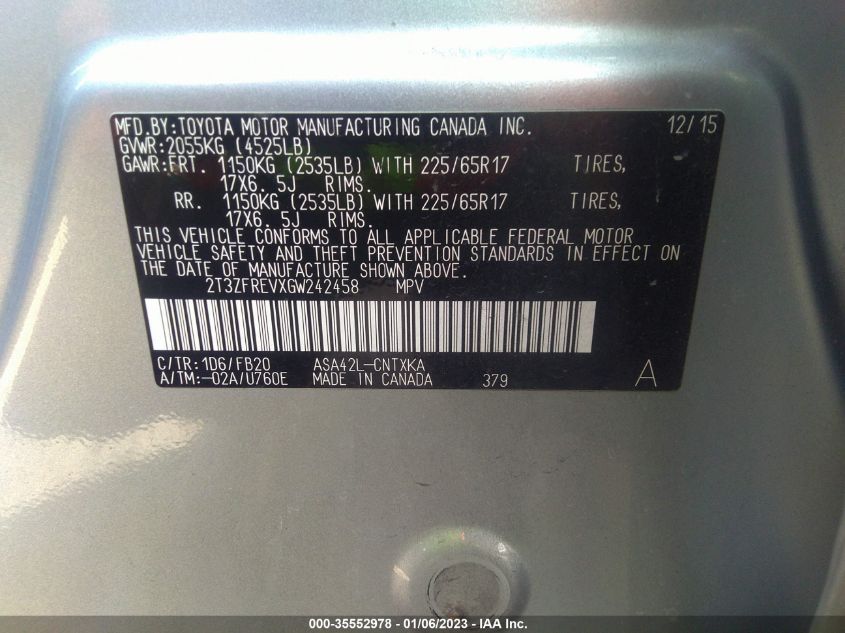 MFD.BY:TOYOTA MOTOR MANUFACTURING CANADA INC. 12/15
GVWR:2055KG (4525LB)
GAWR:FRT. 1150KG (2535LB) WITH 225/65R17 TIRES,
17X6.5J RIMS.
RR. 1150KG (2535LB) WITH 225/65R17 TIRES,
17X6.5J RIMS.
THIS VEHICLE CONFORMS TO ALL APPLICABLE FEDERAL MOTOR
VEHICLE SAFETY AND THEFT PREVENTION STANDARDS IN EFFECT ON
THE DATE OF MANUFACTURE SHOWN ABOVE.
2T3ZFREVXGW242458 MPV
C/TR:1D6/FB20 ASA42L-CNTXKA
A/TM:-02A/U760E MADE IN CANADA 379 A
000-35552978 - 01/06/2023 - IAA Inc.